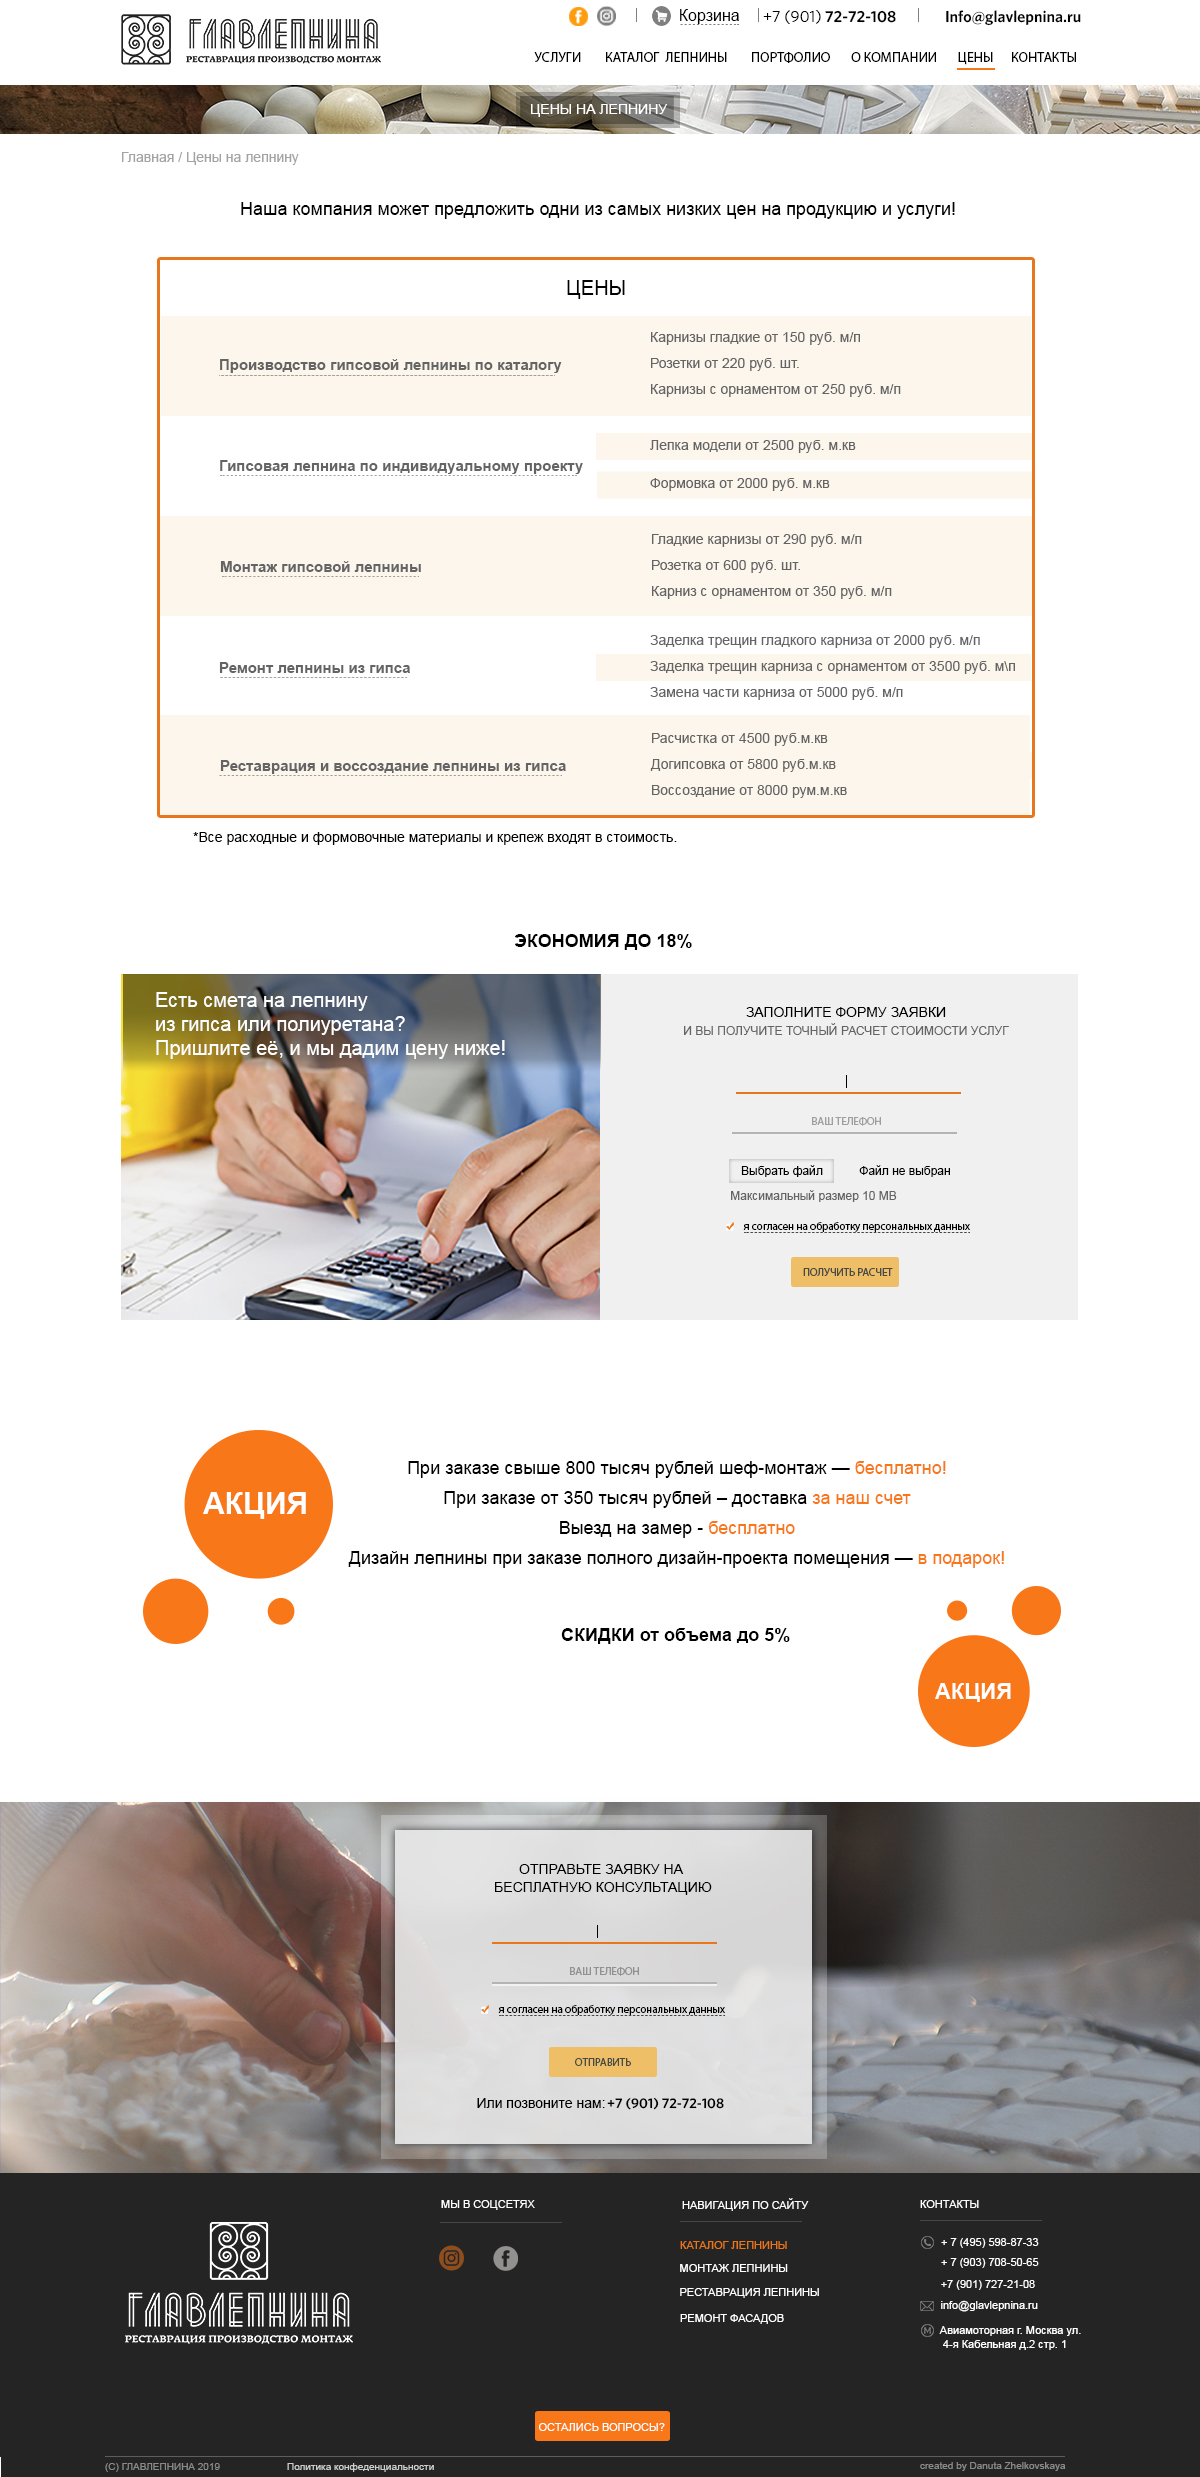 ГЛАВЛЕПНИНА
РЕСТАВРАЦИЯ ПРОИЗВОДСТВО МОНТАЖ
Корзина
+7 (901) 72-72-108
Info@glavlepnina.ru
УСЛУГИ КАТАЛОГ ЛЕПНИНЫ ПОРТФОЛИО О КОМПАНИИ ЦЕНЫ КОНТАКТЫ
ЦЕНЫ НА ЛЕПНИНУ
Главная / Цены на лепнину
Наша компания может предложить одни из самых низких цен на продукцию и услуги!
ЦЕНЫ
Производство гипсовой лепнины по каталогу
Карнизы гладкие от 150 руб. м/п
Розетки от 220 руб. шт.
Карнизы с орнаментом от 250 руб. м/п
Гипсовая лепнина по индивидуальному проекту
Лепка модели от 2500 руб. м.кв
Формовка от 2000 руб. м.кв
Монтаж гипсовой лепнины
Гладкие карнизы от 290 руб. м/п
Розетка от 600 руб. шт.
Карниз с орнаментом от 350 руб. м/п
Ремонт лепнины из гипса
Заделка трещин гладкого карниза от 2000 руб. м/п
Заделка трещин карниза с орнаментом от 3500 руб. м\п
Замена части карниза от 5000 руб. м/п
Реставрация и воссоздание лепнины из гипса
Расчистка от 4500 руб.м.кв
Догипсовка от 5800 руб.м.кв
Воссоздание от 8000 рум.м.кв
*Все расходные и формовочные материалы и крепеж входят в стоимость.
ЭКОНОМИЯ ДО 18%
Есть смета на лепнину
из гипса или полиуретана?
Пришлите её, и мы дадим цену ниже!
ЗАПОЛНИТЕ ФОРМУ ЗАЯВКИ
И ВЫ ПОЛУЧИТЕ ТОЧНЫЙ РАСЧЕТ СТОИМОСТИ УСЛУГ
ВАШ ТЕЛЕФОН
Выбрать файл Файл не выбран
Максимальный размер 10 МВ
я согласен на обработку персональных данных
ПОЛУЧИТЬ РАСЧЕТ
АКЦИЯ
При заказе свыше 800 тысяч рублей шеф-монтаж — бесплатно!
При заказе от 350 тысяч рублей – доставка за наш счет
Выезд на замер - бесплатно
Дизайн лепнины при заказе полного дизайн-проекта помещения — в подарок!
СКИДКИ от объема до 5%
АКЦИЯ
ОТПРАВЬТЕ ЗАЯВКУ НА
БЕСПЛАТНУЮ КОНСУЛЬТАЦИЮ
ВАШ ТЕЛЕФОН
я согласен на обработку персональных данных
ОТПРАВИТЬ
Или позвоните нам: +7 (901) 72-72-108
ГЛАВЛЕПНИНА
РЕСТАВРАЦИЯ ПРОИЗВОДСТВО МОНТАЖ
МЫ В СОЦСЕТЯХ
НАВИГАЦИЯ ПО САЙТУ
КАТАЛОГ ЛЕПНИНЫ
МОНТАЖ ЛЕПНИНЫ
РЕСТАВРАЦИЯ ЛЕПНИНЫ
РЕМОНТ ФАСАДОВ
КОНТАКТЫ
+ 7 (495) 598-87-33
+ 7 (903) 708-50-65
+7 (901) 727-21-08
info@glavlepnina.ru
Авиамоторная г. Москва ул.
4-я Кабельная д.2 стр. 1
ОСТАЛИСЬ ВОПРОСЫ?
(С) ГЛАВЛЕПНИНА 2019
Политика конфеденциальности
created by Danuta Zhelkovskaya